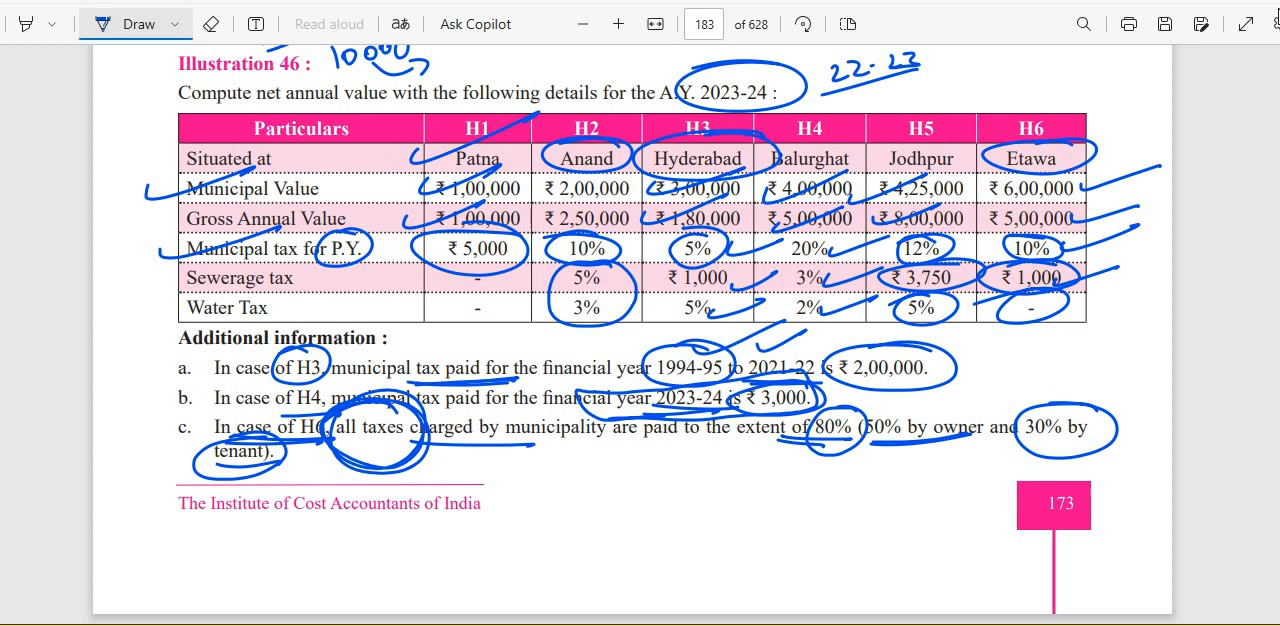 Draw
Read aloud
aあ
Ask Copilot
183 of 628
10000
Illustration 46 :
22-23
Compute net annual value with the following details for the A.Y. 2023-24 :
Particulars H1 H2 H3 H4 H5 H6
Situated at Patna Anand Hyderabad Balurghat Jodhpur Etawa
Municipal Value ₹ 1,00,000 ₹ 2,00,000 ₹ 3,00,000 ₹ 4,00,000 ₹ 4,25,000 ₹ 6,00,000
Gross Annual Value ₹ 1,00,000 ₹ 2,50,000 ₹ 1,80,000 ₹ 5,00,000 ₹ 8,00,000 ₹ 5,00,000
Municipal tax for P.Y. ₹ 5,000 10% 5% 20% 12% 10%
Sewerage tax - 5% ₹ 1,000 3% ₹ 3,750 ₹ 1,000
Water Tax - 3% 5% 2% 5% -
Additional information :
a. In case of H3, municipal tax paid for the financial year 1994-95 to 2021-22 is ₹ 2,00,000.
b. In case of H4, municipal tax paid for the financial year 2023-24 is ₹ 3,000.
c. In case of H6, all taxes charged by municipality are paid to the extent of 80% (50% by owner and 30% by
tenant).
The Institute of Cost Accountants of India
173